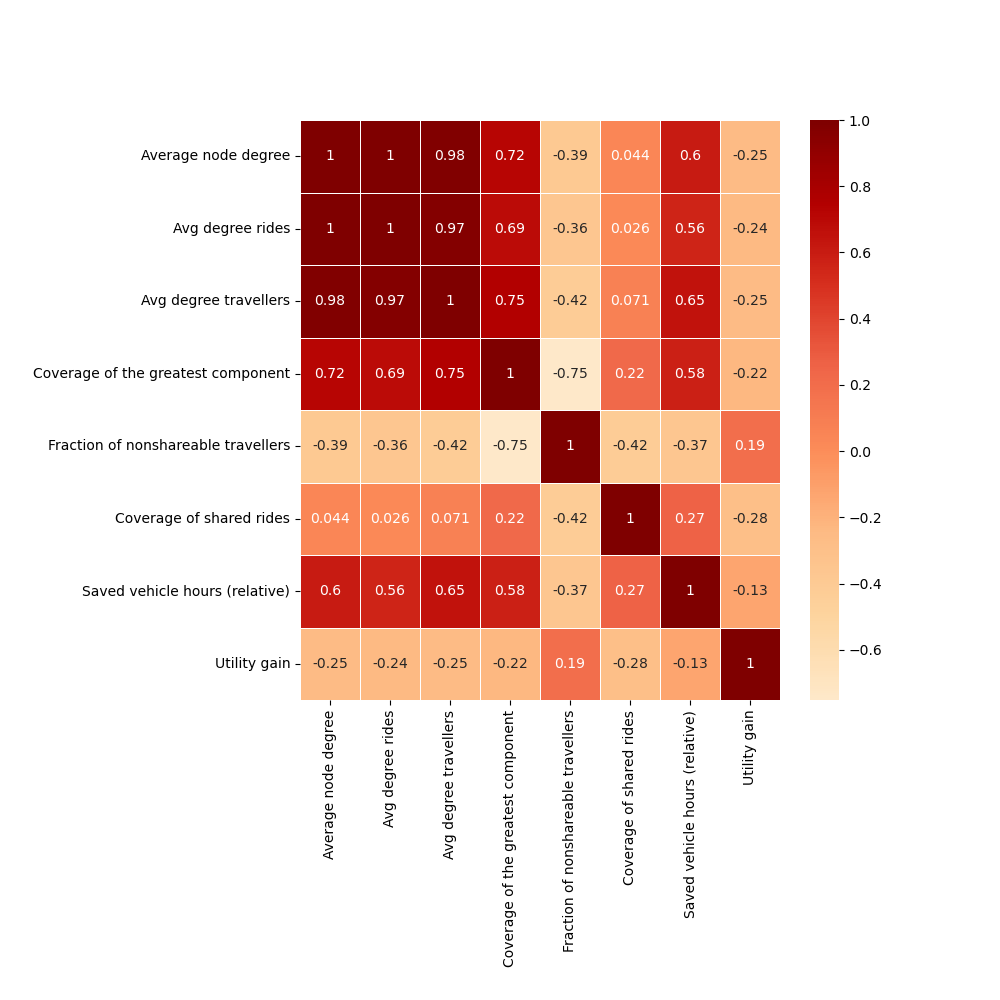 Average node degree 1 1 0.98 0.72 -0.39 0.044 0.6 -0.25
Avg degree rides 1 1 0.97 0.69 -0.36 0.026 0.56 -0.24
Avg degree travellers 0.98 0.97 1 0.75 -0.42 0.071 0.65 -0.25
Coverage of the greatest component 0.72 0.69 0.75 1 -0.75 0.22 0.58 -0.22
Fraction of nonshareable travellers -0.39 -0.36 -0.42 -0.75 1 -0.42 -0.37 0.19
Coverage of shared rides 0.044 0.026 0.071 0.22 -0.42 1 0.27 -0.28
Saved vehicle hours (relative) 0.6 0.56 0.65 0.58 -0.37 0.27 1 -0.13
Utility gain -0.25 -0.24 -0.25 -0.22 0.19 -0.28 -0.13 1
Average node degree
Avg degree rides
Avg degree travellers
Coverage of the greatest component
Fraction of nonshareable travellers
Coverage of shared rides
Saved vehicle hours (relative)
Utility gain
1.0
0.8
0.6
0.4
0.2
0.0
−0.2
−0.4
−0.6